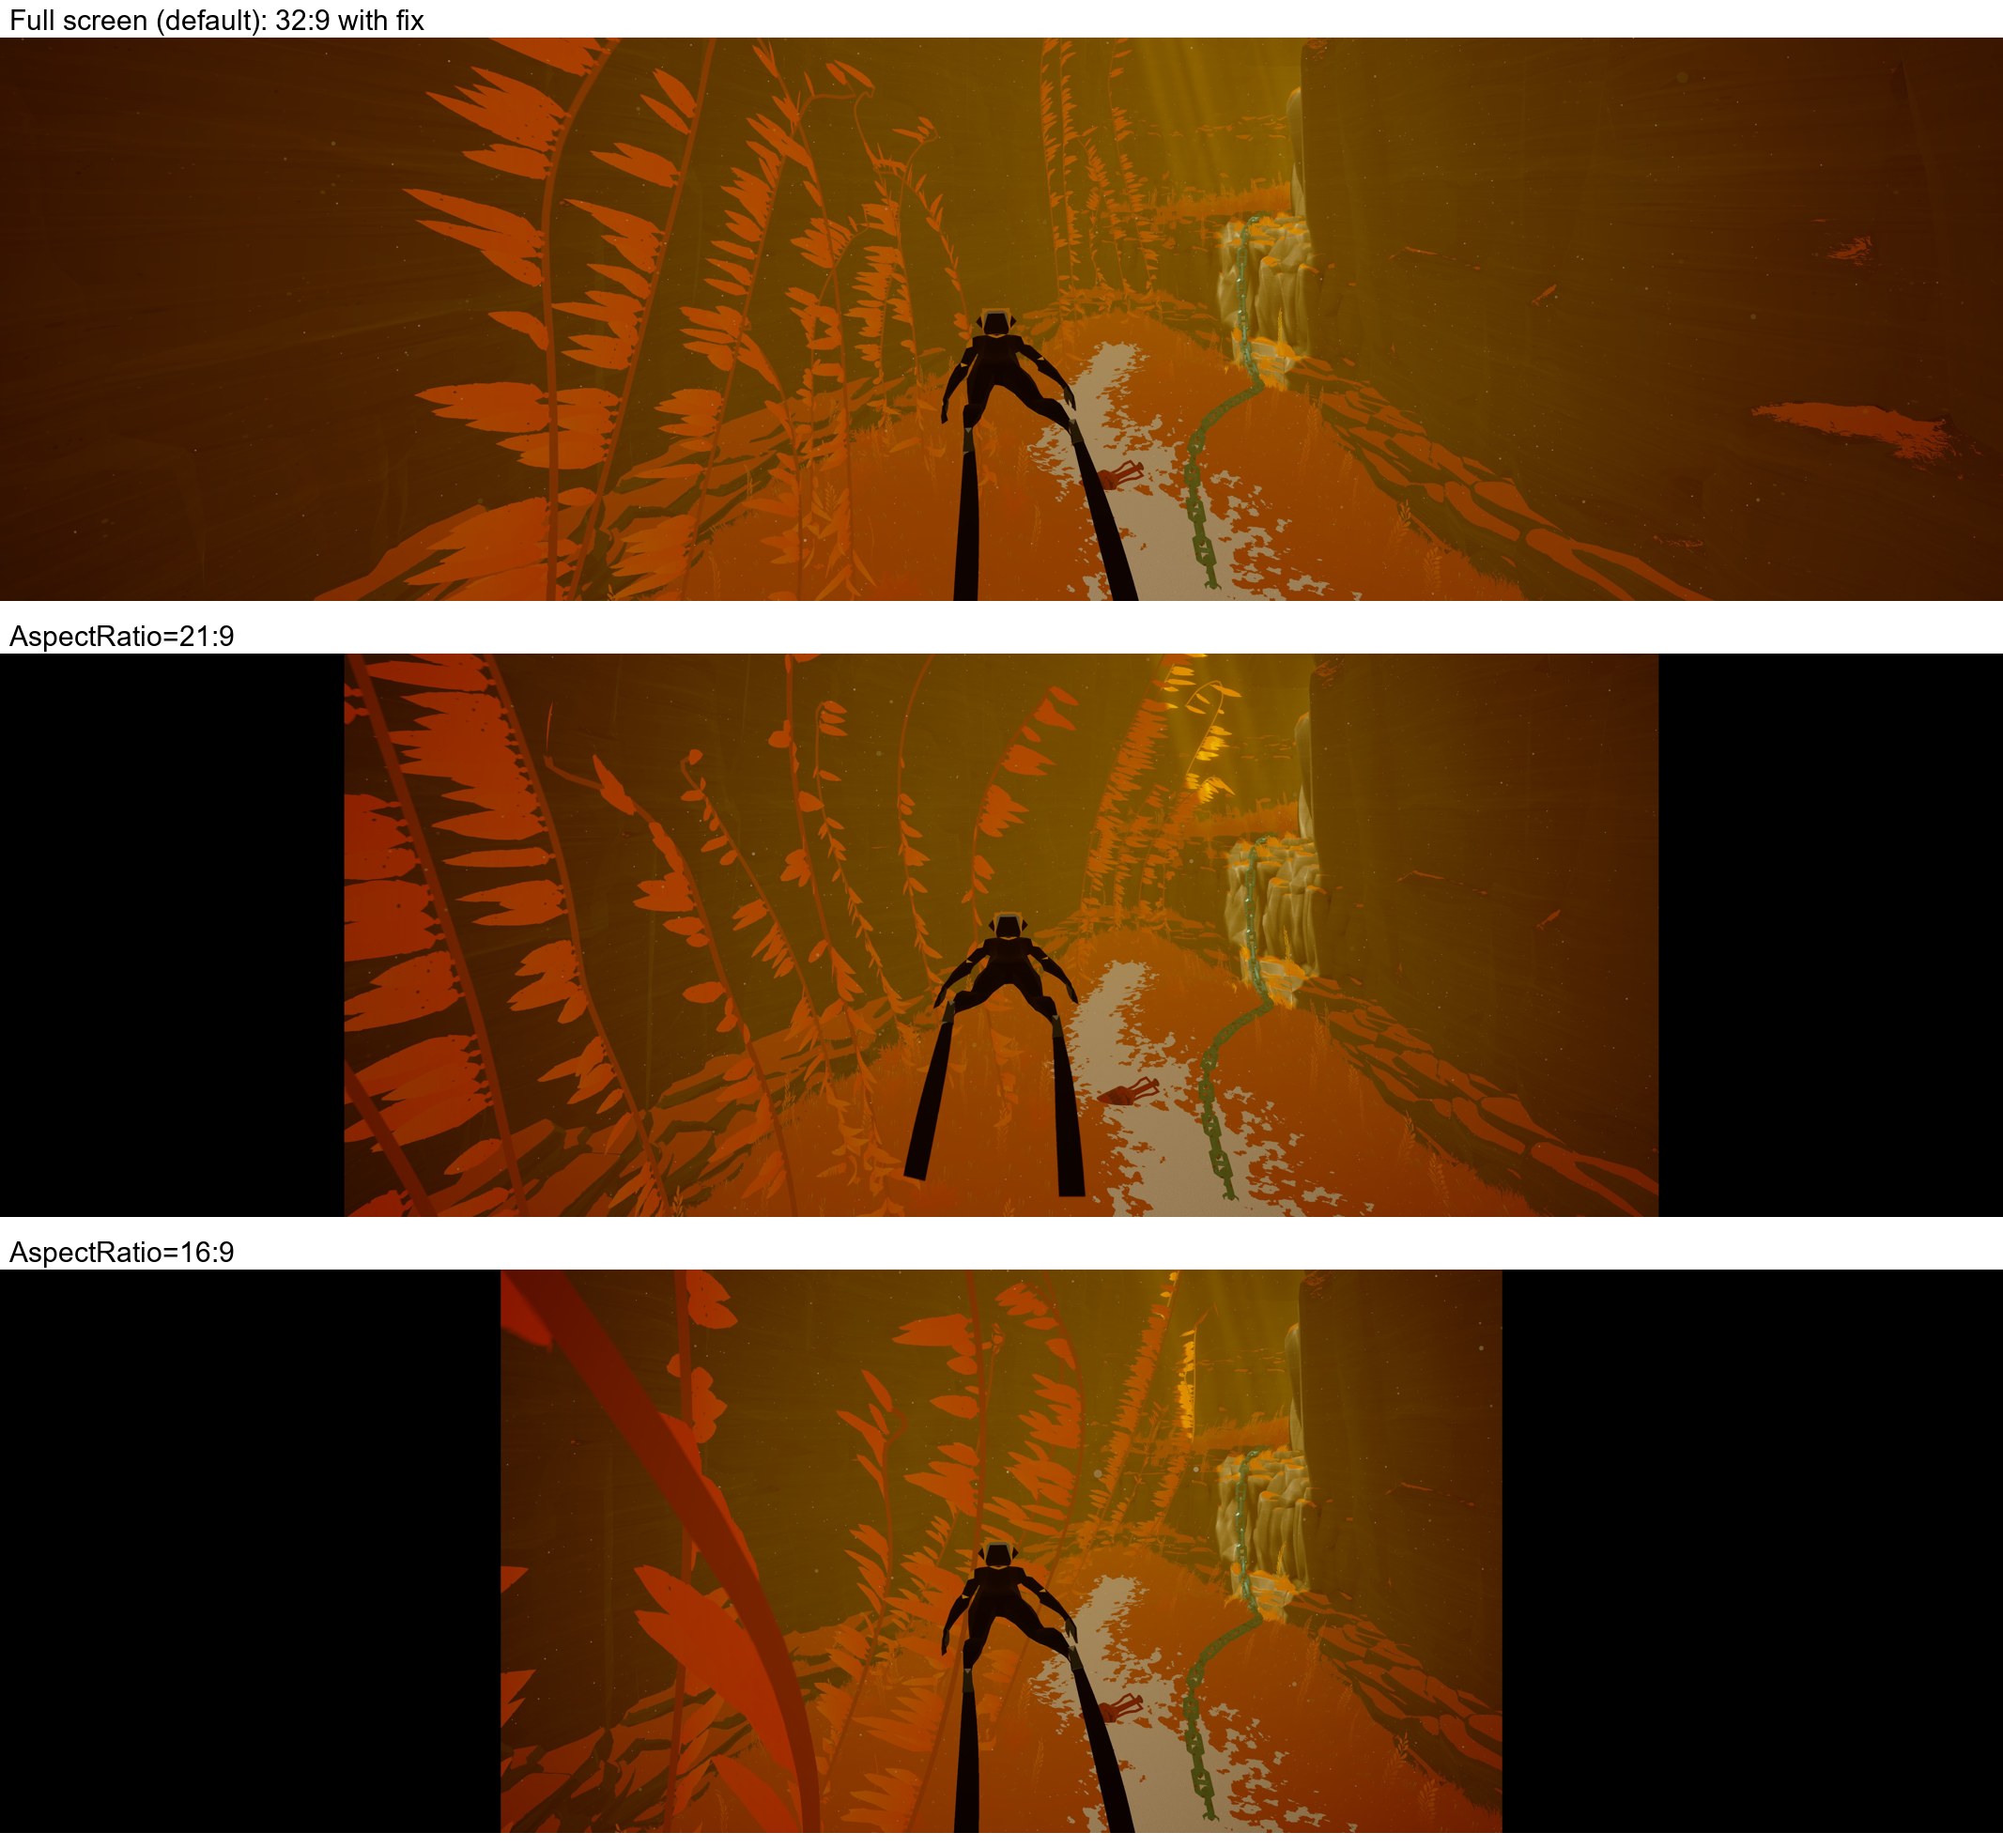 Full screen (default): 32:9 with fix
AspectRatio=21:9
AspectRatio=16:9